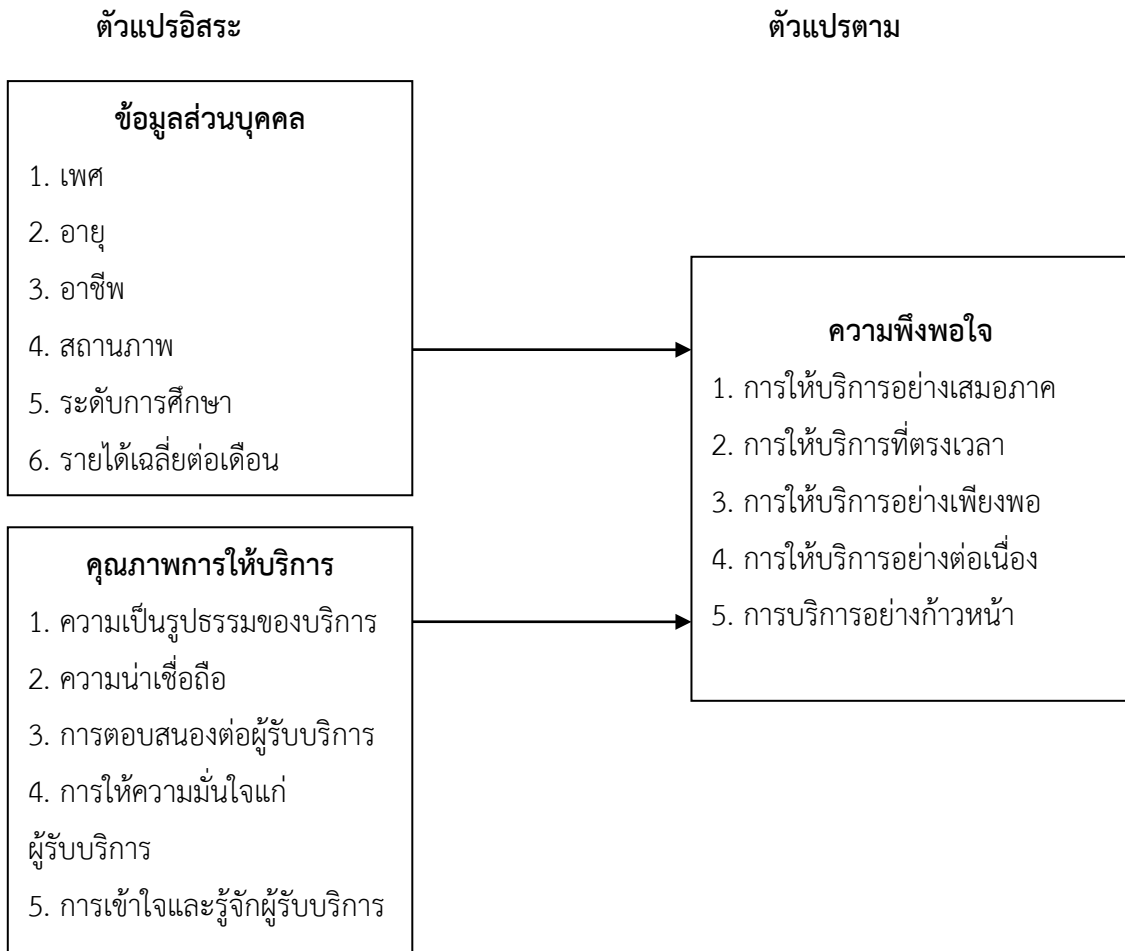 ตัวแปรอิสระ
ตัวแปรตาม
ข้อมูลส่วนบุคคล
1. เพศ
2. อายุ
3. อาชีพ
4. สถานภาพ
5. ระดับการศึกษา
6. รายได้เฉลี่ยต่อเดือน
คุณภาพการให้บริการ
1. ความเป็นรูปธรรมของบริการ
2. ความน่าเชื่อถือ
3. การตอบสนองต่อผู้รับบริการ
4. การให้ความมั่นใจแก่
ผู้รับบริการ
5. การเข้าใจและรู้จักผู้รับบริการ
ความพึงพอใจ
1. การให้บริการอย่างเสมอภาค
2. การให้บริการที่ตรงเวลา
3. การให้บริการอย่างเพียงพอ
4. การให้บริการอย่างต่อเนื่อง
5. การบริการอย่างก้าวหน้า